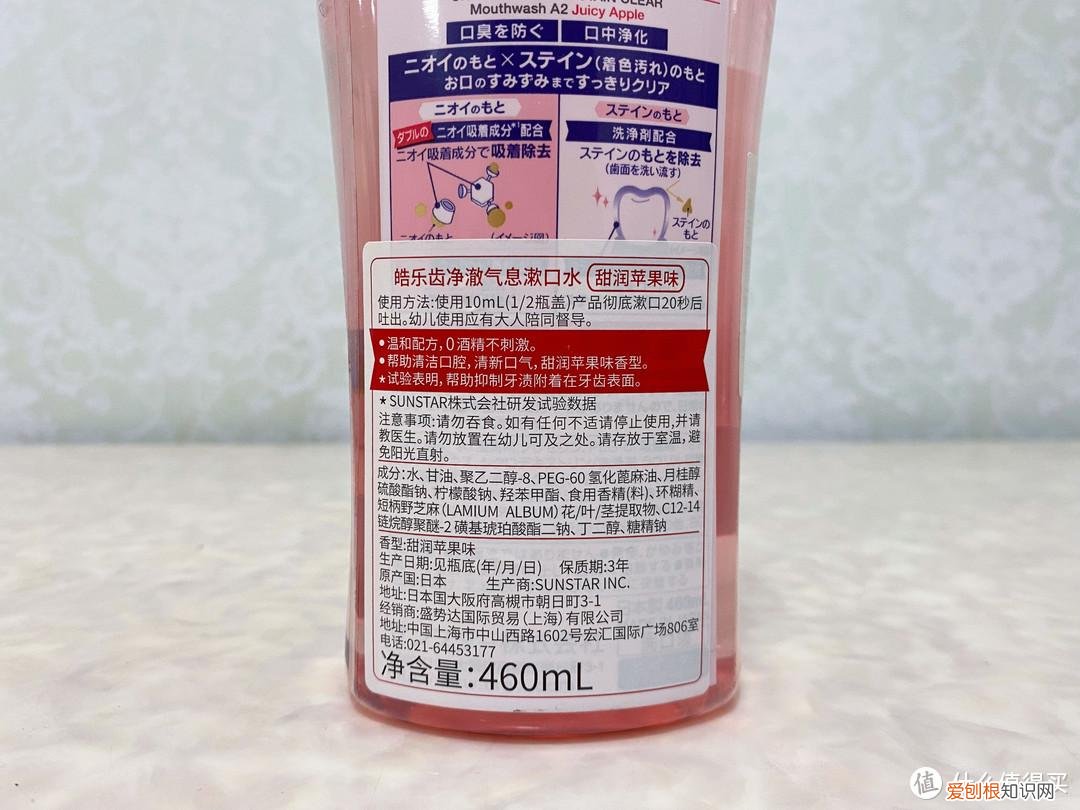 Mouthwash A2 Juicy Apple
口臭を防ぐ 口中浄化
ニオイのもと×ステイン(着色汚れ)のもと
お口のすみずみまですっきりクリア
ニオイのもと
ダブルの ニオイ吸着成分*¹配合
ニオイ吸着成分で吸着除去
ニオイのもと (イメージ図)
ステインのもと
洗浄剤配合
ステインのもとを除去
(歯面を洗い流す)
ステインの
もと
皓乐齿净澈气息漱口水 甜润苹果味
使用方法:使用10mL(1/2瓶盖)产品彻底漱口20秒后
吐出。幼儿使用应有大人陪同督导。
•温和配方,0酒精不刺激。
•帮助清洁口腔,清新口气,甜润苹果味香型。
*试验表明,帮助抑制牙渍附着在牙齿表面。
*SUNSTAR株式会社研发试验数据
注意事项:请勿吞食。如有任何不适请停止使用,并请
教医生。请勿放置在幼儿可及之处。请存放于室温,避
免阳光直射。
成分:水、甘油、聚乙二醇-8、PEG-60 氢化蓖麻油、月桂醇
硫酸酯钠、柠檬酸钠、羟苯甲酯、食用香精(料)、环糊精、
短柄野芝麻(LAMIUM ALBUM)花/叶/茎提取物、C12-14
链烷醇聚醚-2 磺基琥珀酸酯二钠、丁二醇、糖精钠
香型:甜润苹果味
生产日期:见瓶底(年/月/日) 保质期:3年
原产国:日本 生产商:SUNSTAR INC.
地址:日本国大阪府高槻市朝日町3-1
经销商:盛势达国际贸易(上海)有限公司
地址:中国上海市中山西路1602号宏汇国际广场806室
电话:021-64453177
净含量:460mL
值 什么值得买
爱刨根知识网